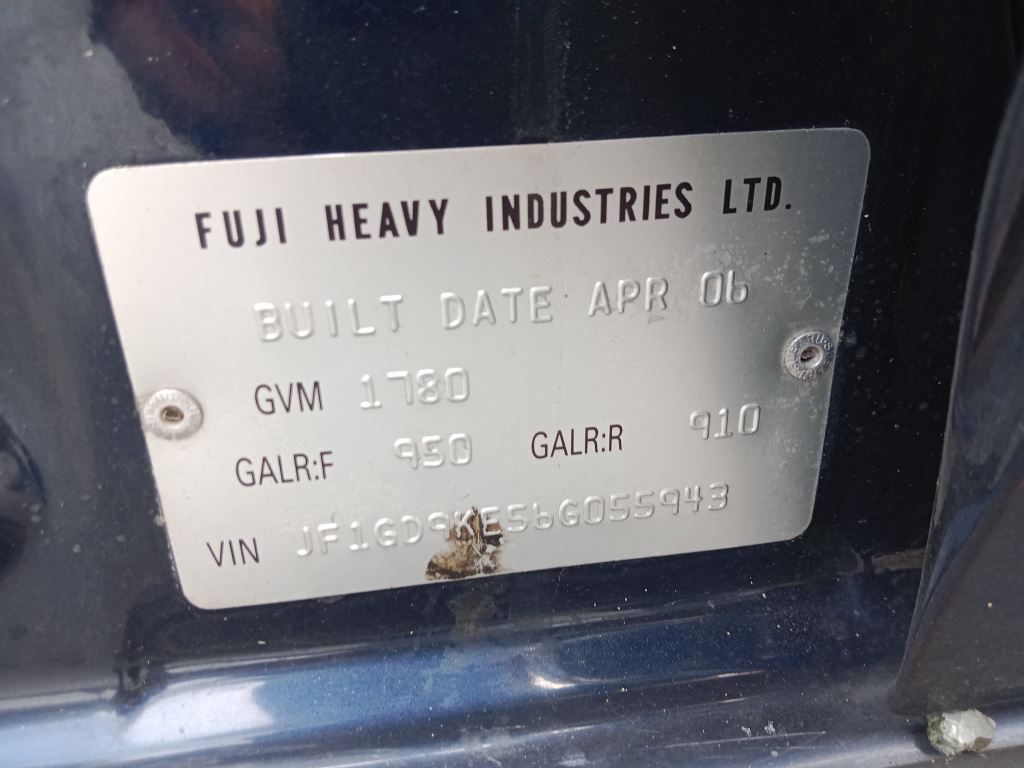 FUJI HEAVY INDUSTRIES LTD.
BUILT DATE APR 06
GVM 1780
GALR:F 950 GALR:R 910
VIN JF1GD9KE56G055943